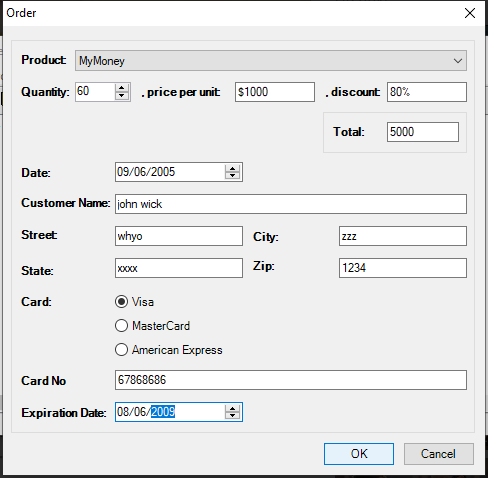 Order
Product: MyMoney
Quantity: 60 , price per unit: $1000 , discount: 80%
Total: 5000
Date: 09/06/2005
Customer Name: john wick
Street: whyo City: zzz
State: xxxx Zip: 1234
Card: Visa
MasterCard
American Express
Card No 67868686
Expiration Date: 08/06/2009
OK Cancel